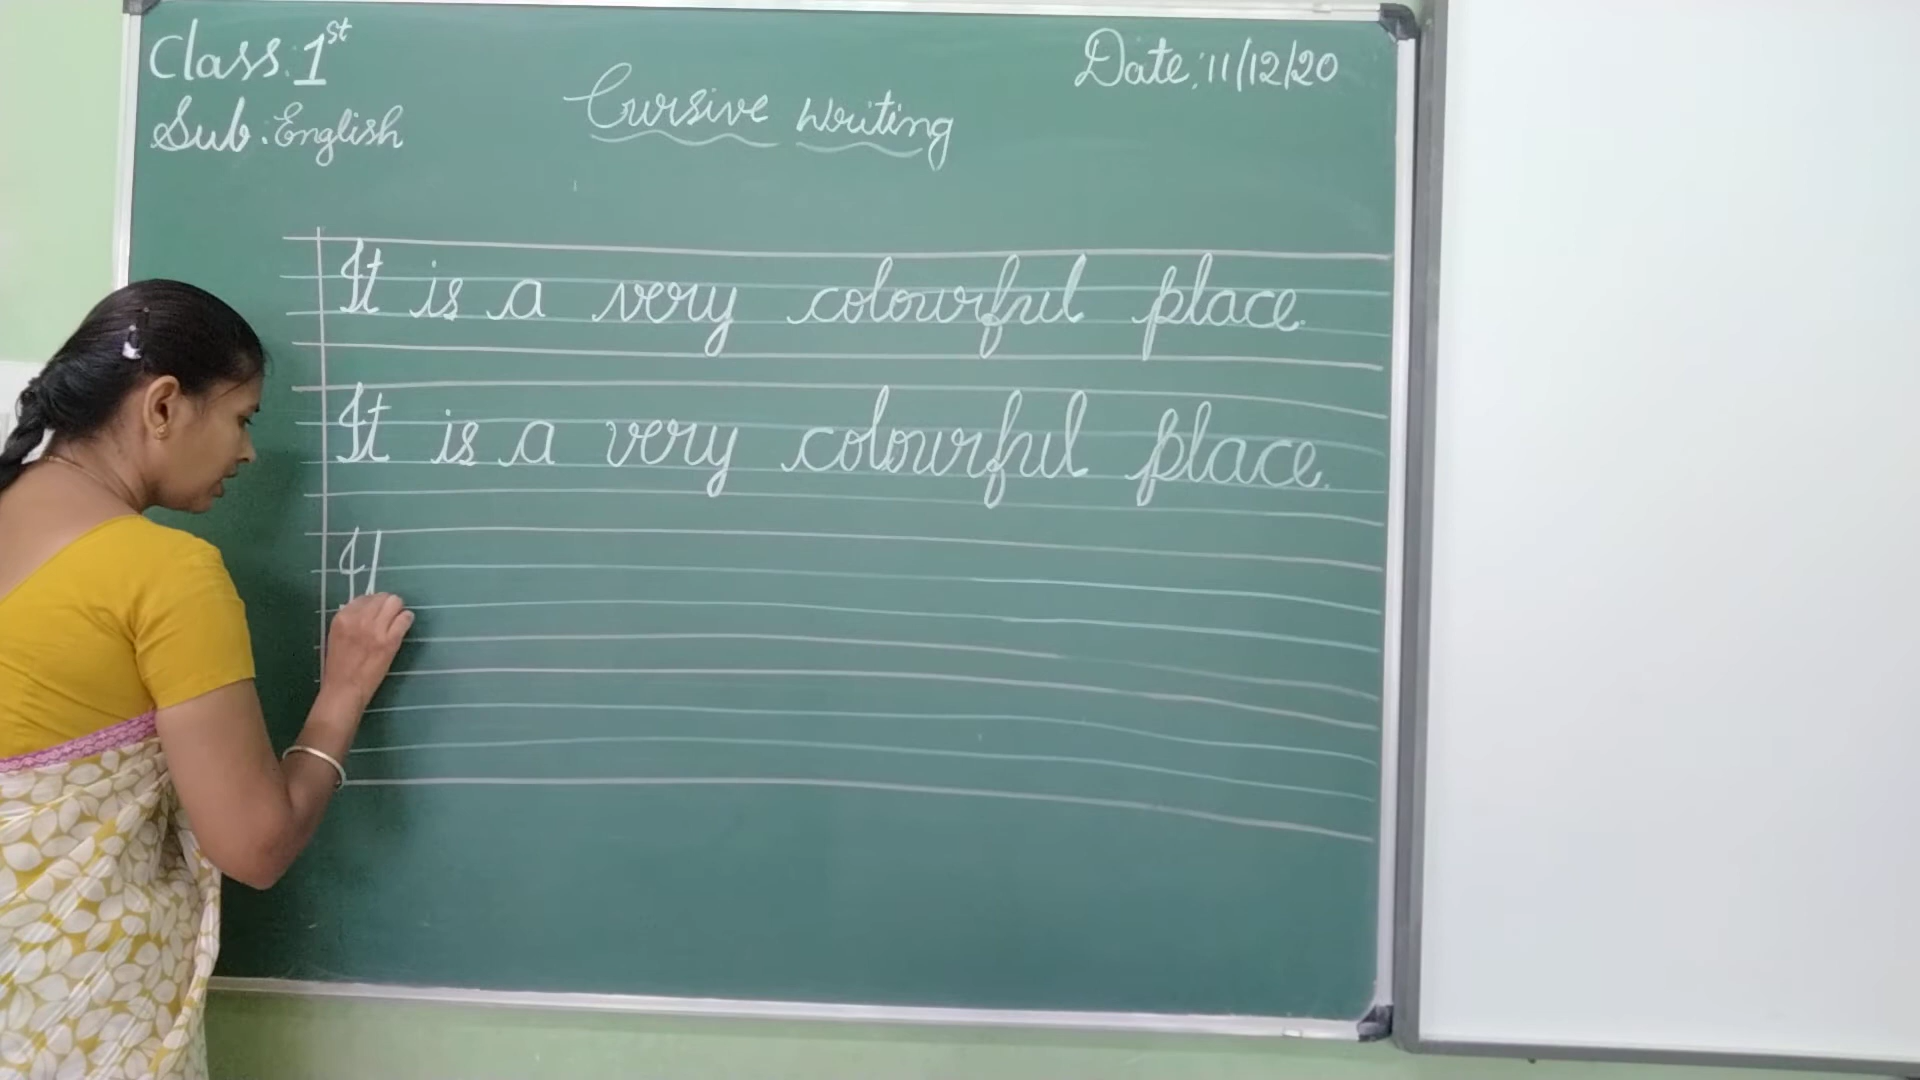 Class:1st
Date:11/12/20
Sub:English
Cursive Writing
It is a very colourful place.
It is a very colourful place.
It